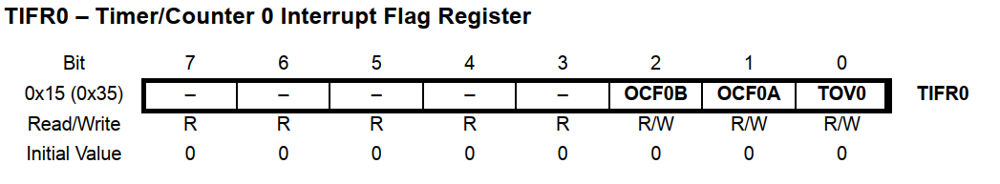 TIFR0 – Timer/Counter 0 Interrupt Flag Register
Bit 7 6 5 4 3 2 1 0
0x15 (0x35) – – – – – OCF0B OCF0A TOV0 TIFR0
Read/Write R R R R R R/W R/W R/W
Initial Value 0 0 0 0 0 0 0 0